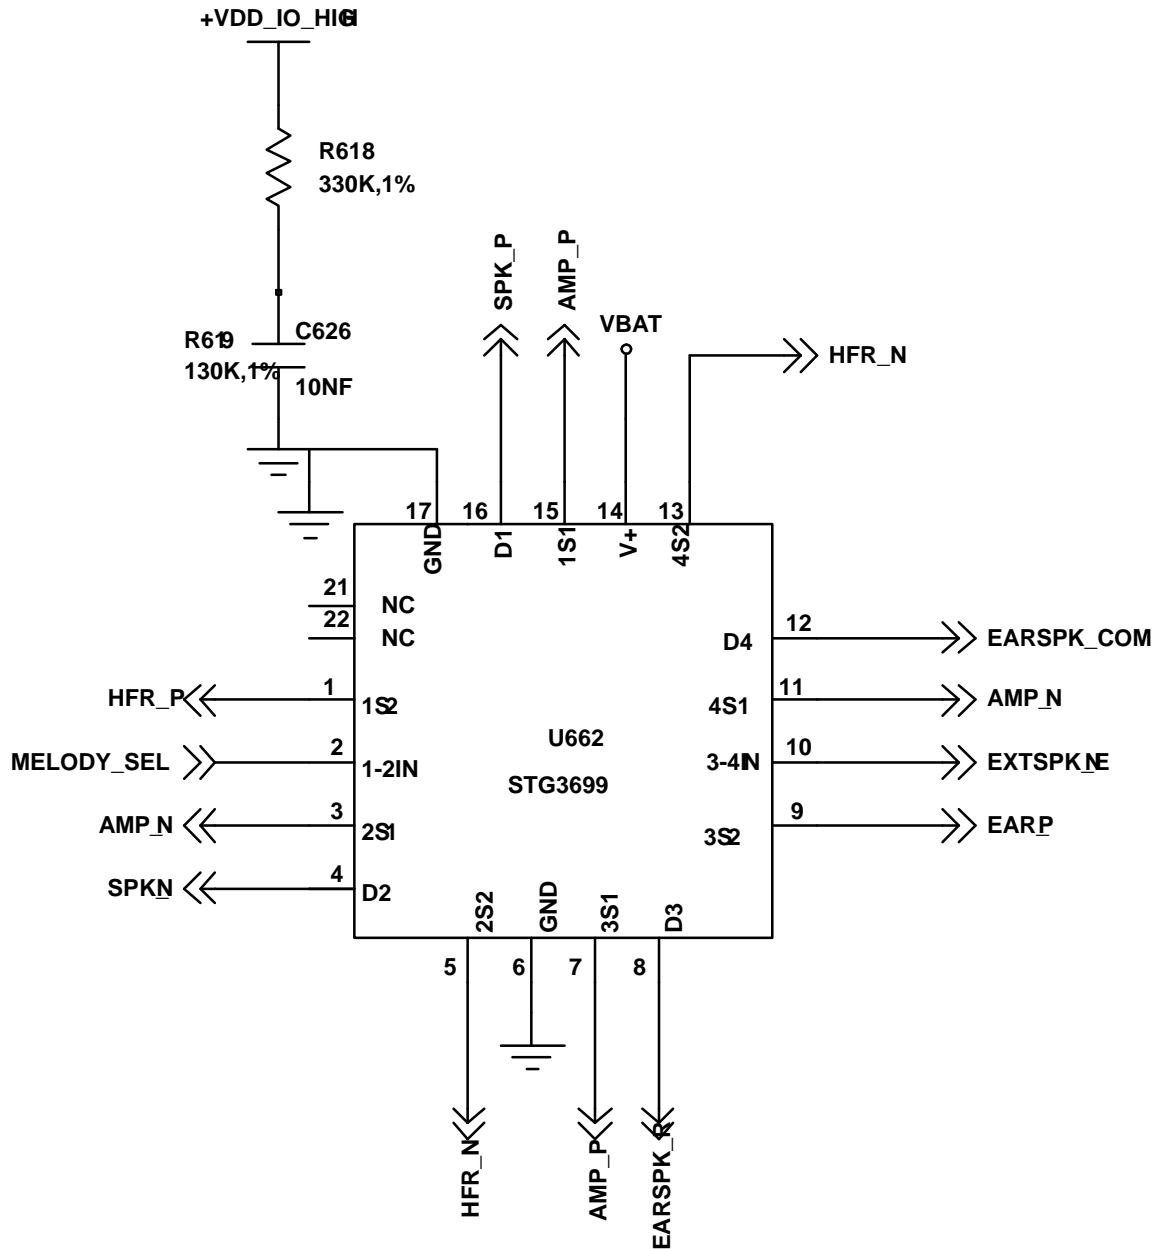 +VDD_IO_HIGH
R618
330K,1%
SPK_P
AMP_P
VBAT
HFR_N
R619
130K,1%
C626
10NF
17
16
15
14
13
GND
D1
1S1
V+
4S2
21
NC
22
NC
12
D4
EARSPK_COM
HFR_P
1
1S2
11
4S1
AMP_N
U662
STG3699
MELODY_SEL
2
1-2IN
10
3-4IN
EXTSPK_NE
AMP_N
3
2S1
9
3S2
EAR_P
SPK_N
4
D2
2S2
GND
3S1
D3
5
6
7
8
HFR_N
AMP_P
EARSPK_R